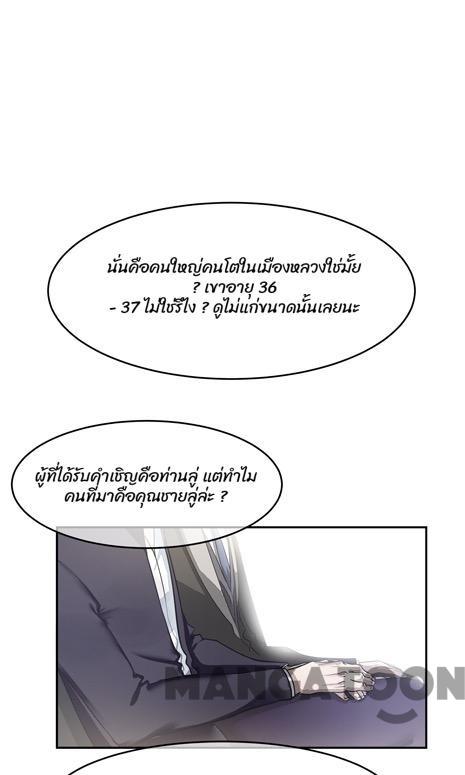 นั่นคือคนใหญ่คนโตในเมืองหลวงใช่มั้ย
? เขาอายุ 36
- 37 ไม่ใช่รึไง ? ดูไม่แก่ขนาดนั้นเลยนะ
ผู้ที่ได้รับคำเชิญคือท่านลู่ แต่ทำไม
คนที่มาคือคุณชายลู่ล่ะ ?
MANGATOON